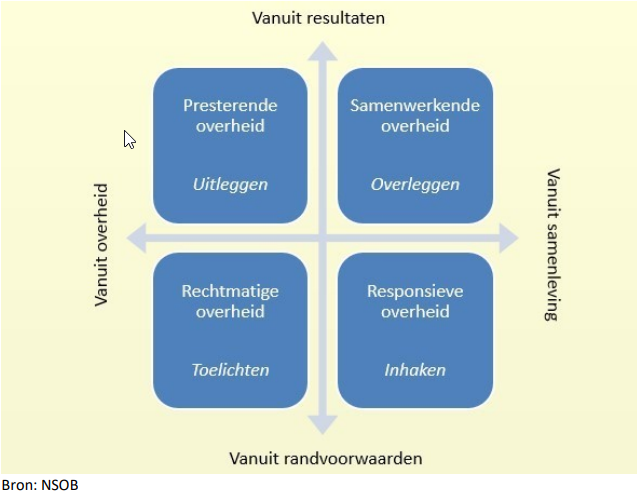 Vanuit resultaten
Presterende
overheid
Uitleggen
Samenwerkende
overheid
Overleggen
Vanuit overheid
Vanuit samenleving
Rechtmatige
overheid
Toelichten
Responsieve
overheid
Inhaken
Vanuit randvoorwaarden
Bron: NSOB